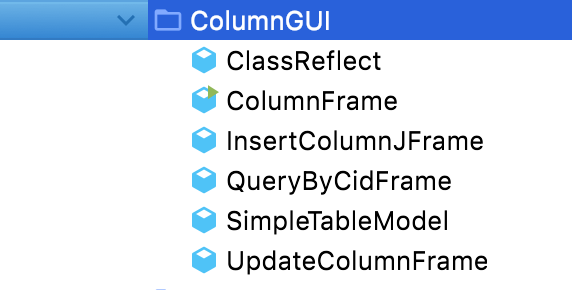 ColumnGUI
ClassReflect
ColumnFrame
InsertColumnJFrame
QueryByCidFrame
SimpleTableModel
UpdateColumnFrame